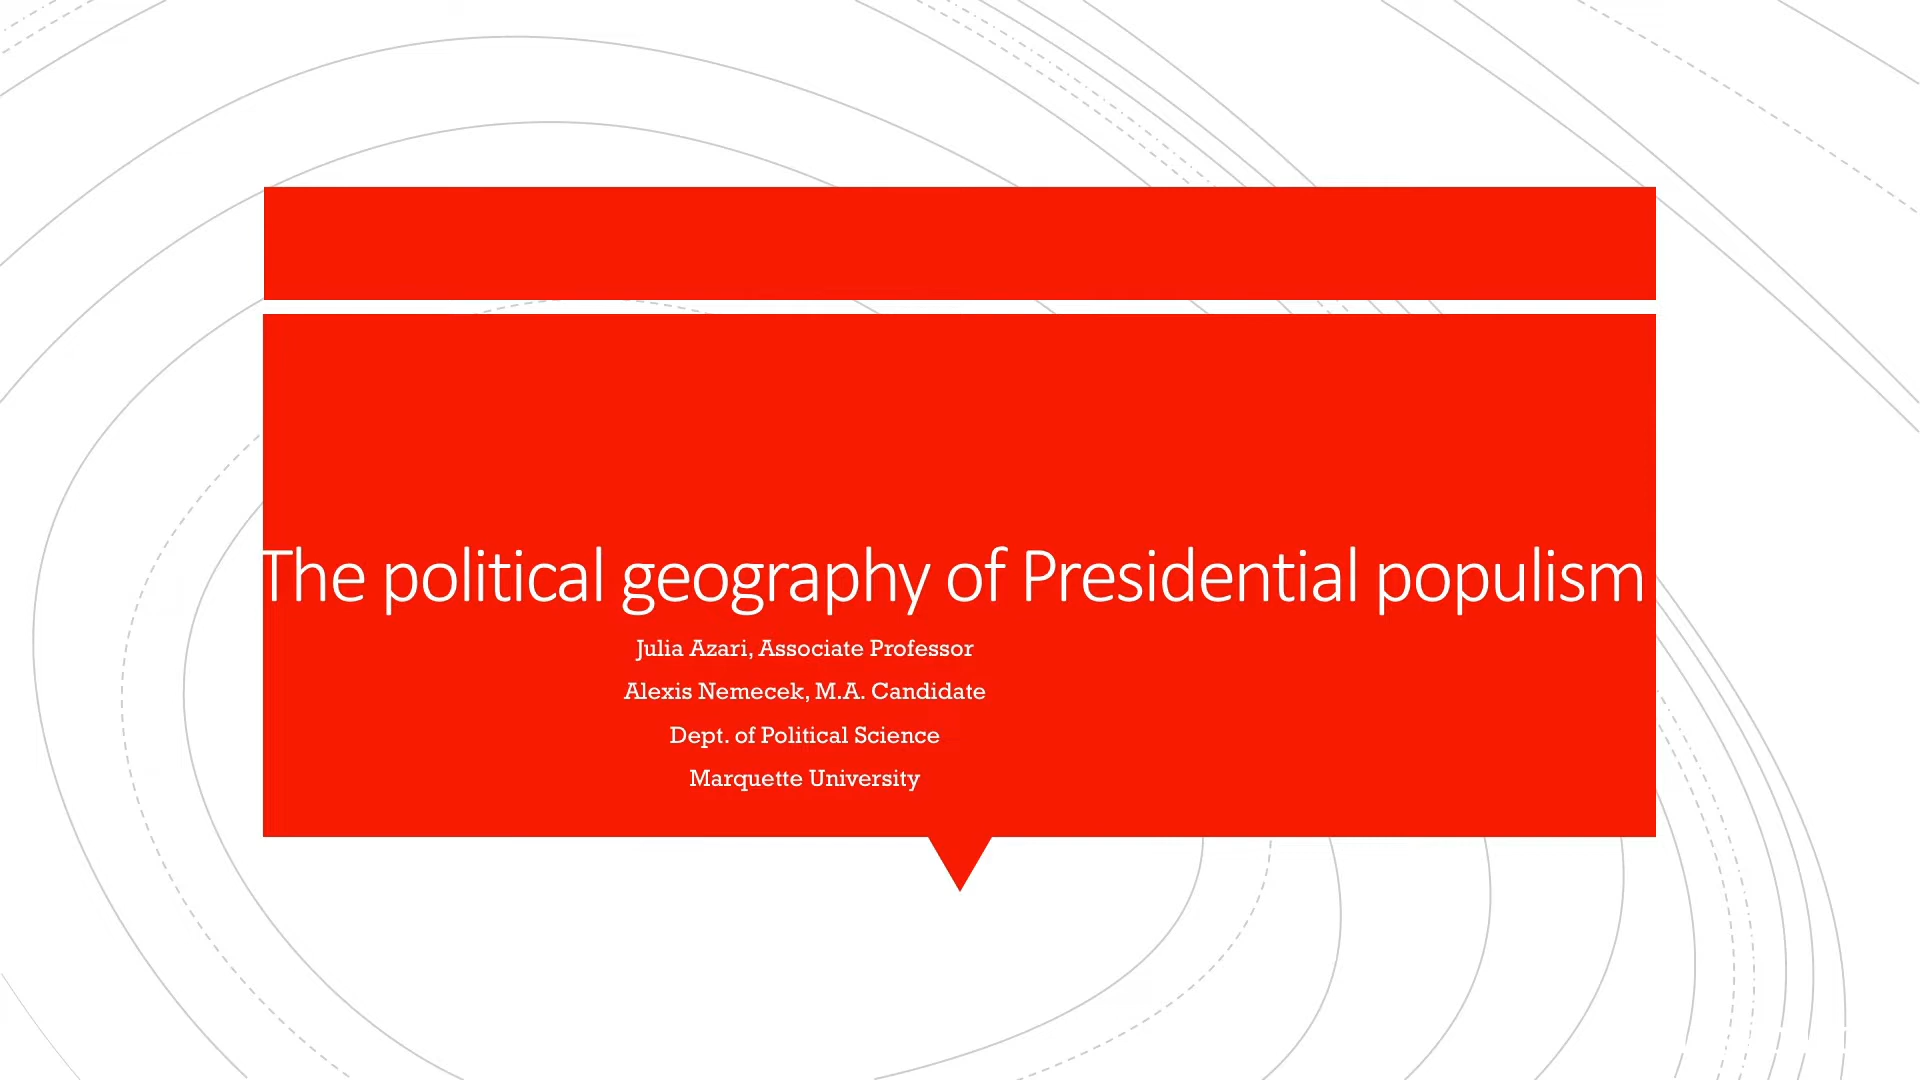 The political geography of Presidential populism
Julia Azari, Associate Professor
Alexis Nemecek, M.A. Candidate
Dept. of Political Science
Marquette University